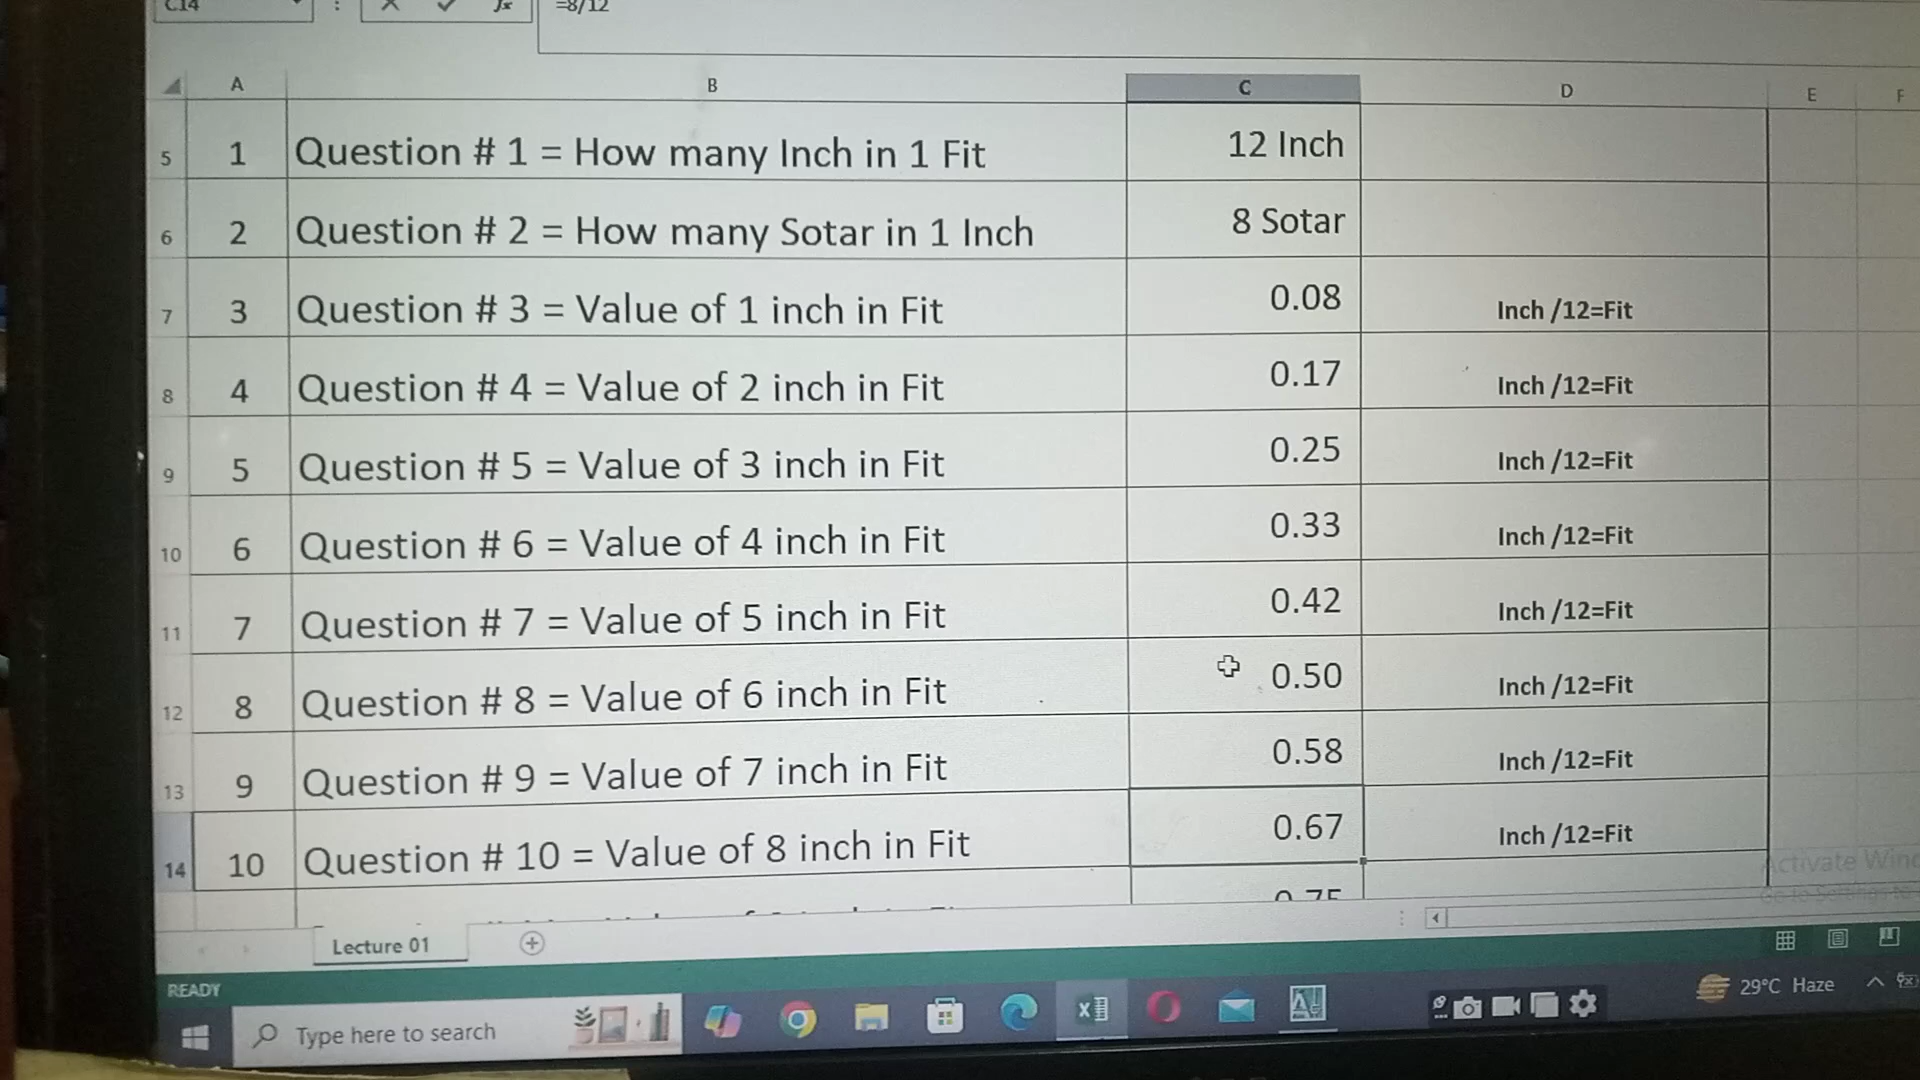 C14 =8/12
A B C D E F
5 1 Question # 1 = How many Inch in 1 Fit 12 Inch
6 2 Question # 2 = How many Sotar in 1 Inch 8 Sotar
7 3 Question # 3 = Value of 1 inch in Fit 0.08 Inch /12=Fit
8 4 Question # 4 = Value of 2 inch in Fit 0.17 Inch /12=Fit
9 5 Question # 5 = Value of 3 inch in Fit 0.25 Inch /12=Fit
10 6 Question # 6 = Value of 4 inch in Fit 0.33 Inch /12=Fit
11 7 Question # 7 = Value of 5 inch in Fit 0.42 Inch /12=Fit
12 8 Question # 8 = Value of 6 inch in Fit 0.50 Inch /12=Fit
13 9 Question # 9 = Value of 7 inch in Fit 0.58 Inch /12=Fit
14 10 Question # 10 = Value of 8 inch in Fit 0.67 Inch /12=Fit
Activate Wind
0.75
Lecture 01
READY
Type here to search 29°C Haze